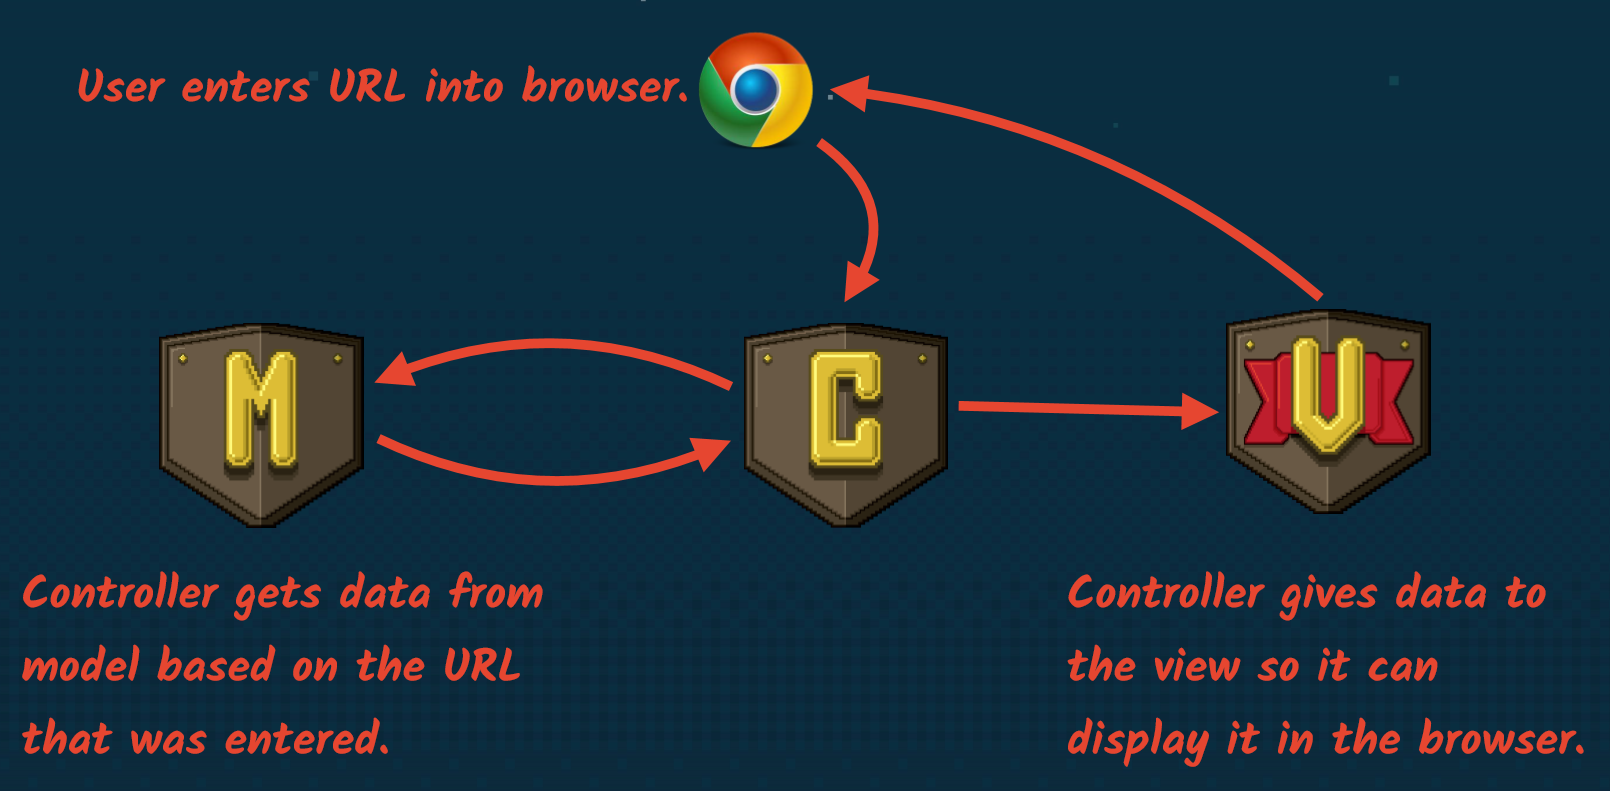 User enters URL into browser.
M
C
V
Controller gets data from
model based on the URL
that was entered.
Controller gives data to
the view so it can
display it in the browser.